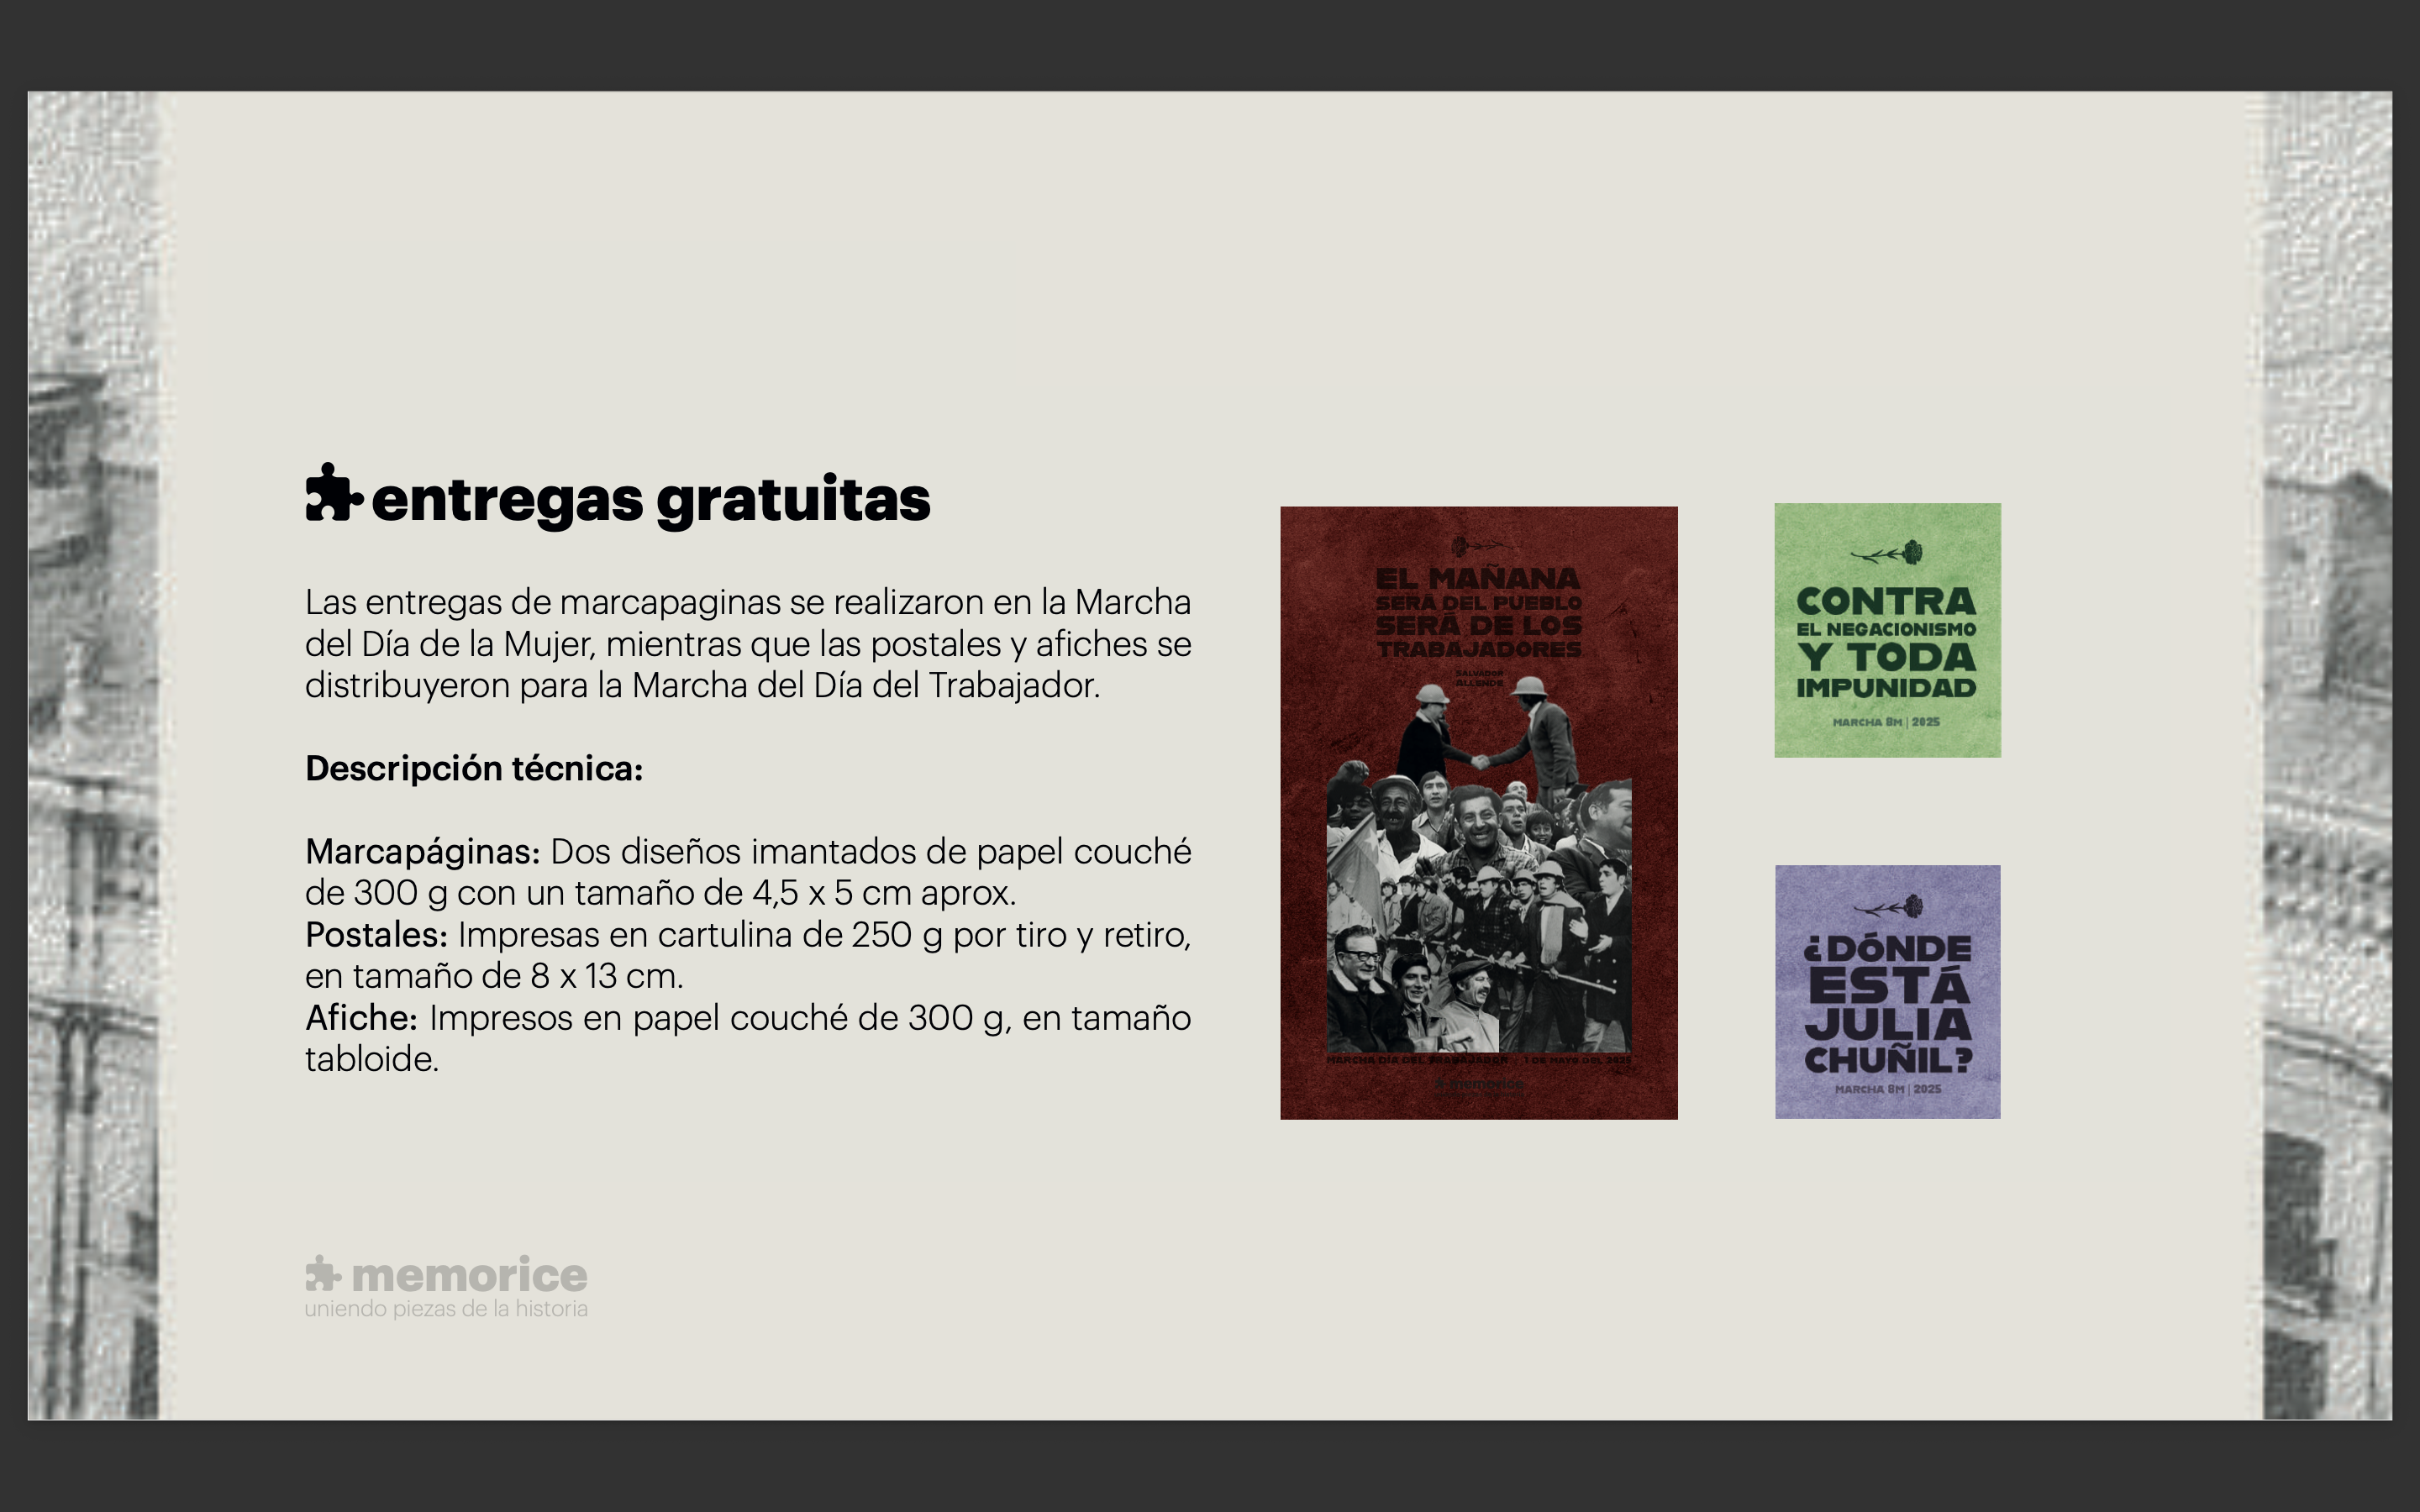 entregas gratuitas
Las entregas de marcapaginas se realizaron en la Marcha
del Día de la Mujer, mientras que las postales y afiches se
distribuyeron para la Marcha del Día del Trabajador.
Descripción técnica:
Marcapáginas: Dos diseños imantados de papel couché
de 300 g con un tamaño de 4,5 x 5 cm aprox.
Postales: Impresas en cartulina de 250 g por tiro y retiro,
en tamaño de 8 x 13 cm.
Afiche: Impresos en papel couché de 300 g, en tamaño
tabloide.
EL MAÑANA
SERÁ DEL PUEBLO
SERÁ DE LOS
TRABAJADORES
SALVADOR
ALLENDE
MARCHA DÍA DEL TRABAJADOR 1 DE MAYO DEL 2025
memorice
CONTRA
EL NEGACIONISMO
Y TODA
IMPUNIDAD
MARCHA 8M | 2025
¿DÓNDE
ESTÁ
JULIA
CHUÑIL?
MARCHA 8M | 2025
memorice
uniendo piezas de la historia